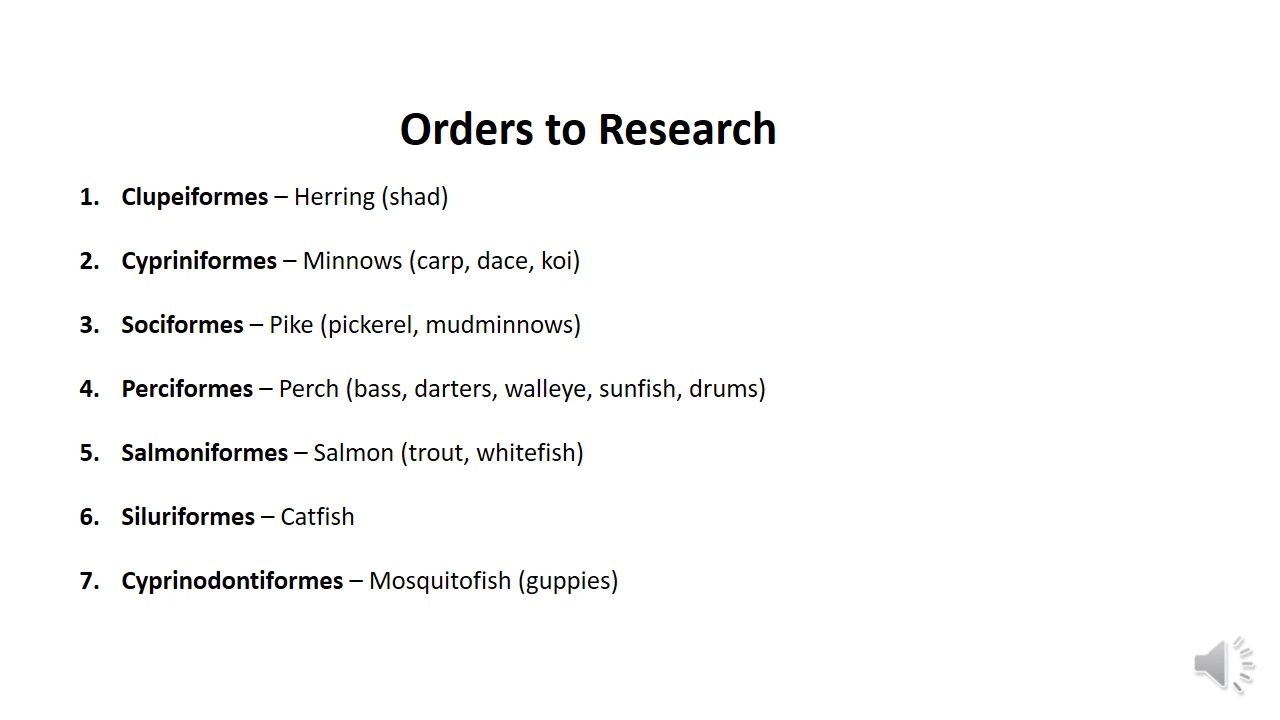 Orders to Research
1. Clupeiformes – Herring (shad)
2. Cypriniformes – Minnows (carp, dace, koi)
3. Sociformes – Pike (pickerel, mudminnows)
4. Perciformes – Perch (bass, darters, walleye, sunfish, drums)
5. Salmoniformes – Salmon (trout, whitefish)
6. Siluriformes – Catfish
7. Cyprinodontiformes – Mosquitofish (guppies)